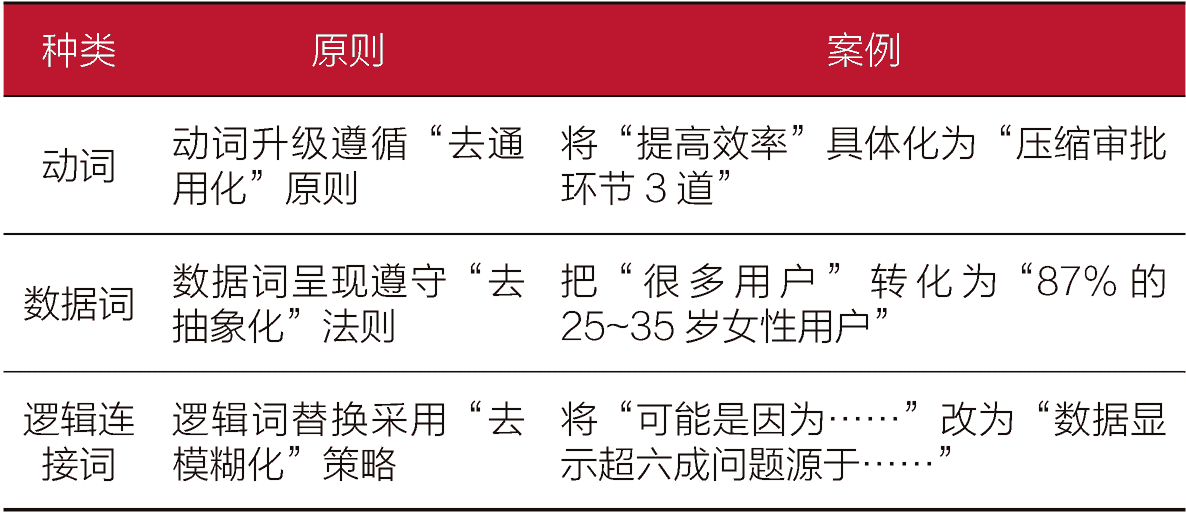 种类 原则 案例
动词升级遵循“去通 将“提高效率”具体化为“压缩审批
动词
用化”原则 环节 3 道”
数据词呈现遵守“去 把“很多用户”转化为“87% 的
数据词
抽象化”法则 25~35 岁女性用户”
逻辑连 逻辑词替换采用“去 将“可能是因为……”改为“数据显
接词 模糊化”策略 示超六成问题源于……”